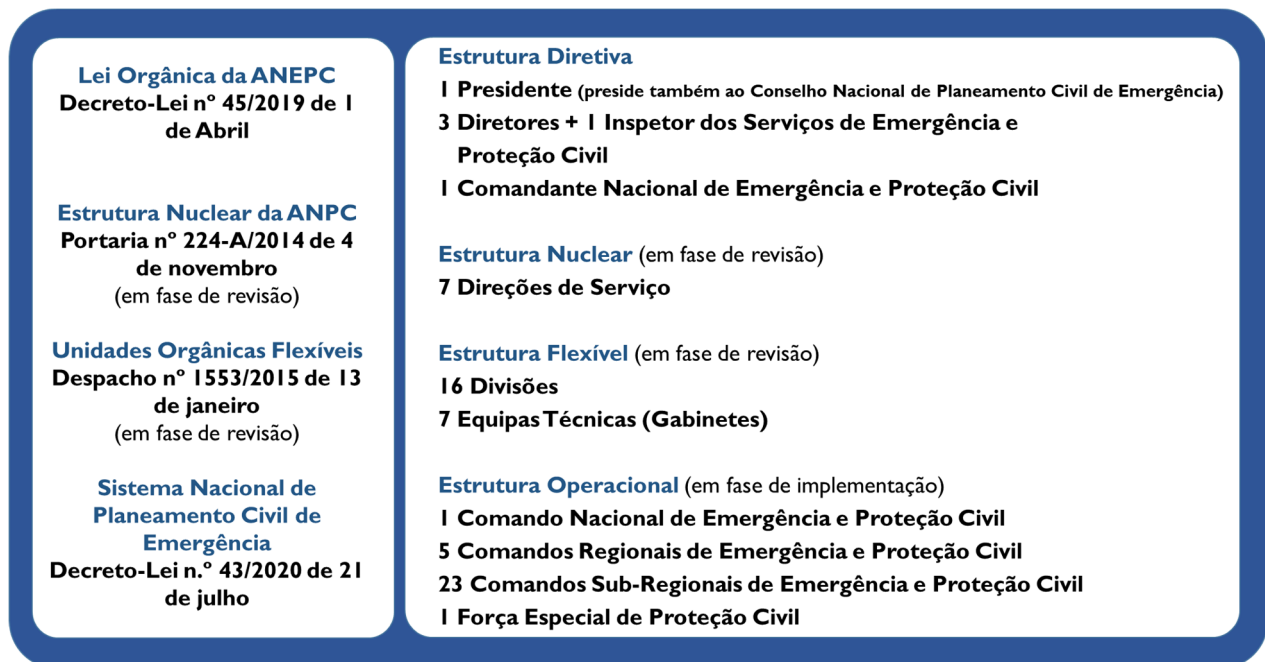 Lei Orgânica da ANEPC
Decreto-Lei nº 45/2019 de 1
de Abril
Estrutura Nuclear da ANPC
Portaria nº 224-A/2014 de 4
de novembro
(em fase de revisão)
Unidades Orgânicas Flexíveis
Despacho nº 1553/2015 de 13
de janeiro
(em fase de revisão)
Sistema Nacional de
Planeamento Civil de
Emergência
Decreto-Lei n.º 43/2020 de 21
de julho
Estrutura Diretiva
1 Presidente (preside também ao Conselho Nacional de Planeamento Civil de Emergência)
3 Diretores + 1 Inspetor dos Serviços de Emergência e
Proteção Civil
1 Comandante Nacional de Emergência e Proteção Civil
Estrutura Nuclear (em fase de revisão)
7 Direções de Serviço
Estrutura Flexível (em fase de revisão)
16 Divisões
7 Equipas Técnicas (Gabinetes)
Estrutura Operacional (em fase de implementação)
1 Comando Nacional de Emergência e Proteção Civil
5 Comandos Regionais de Emergência e Proteção Civil
23 Comandos Sub-Regionais de Emergência e Proteção Civil
1 Força Especial de Proteção Civil